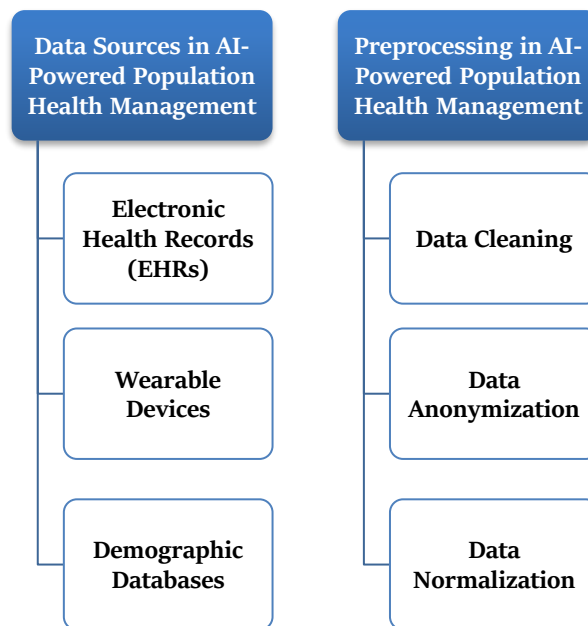 Data Sources in AI-
Powered Population
Health Management
Electronic
Health Records
(EHRs)
Wearable
Devices
Demographic
Databases
Preprocessing in AI-
Powered Population
Health Management
Data Cleaning
Data
Anonymization
Data
Normalization